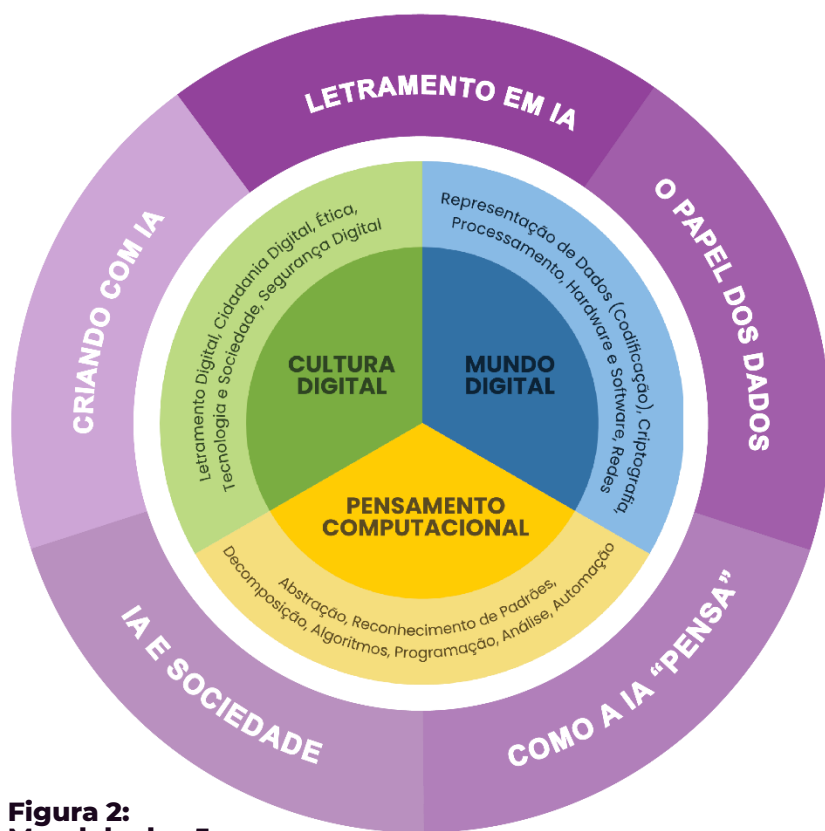 LETRAMENTO EM IA
O PAPEL DOS DADOS
COMO A IA “PENSA”
IA E SOCIEDADE
CRIANDO COM IA
Letramento Digital, Cidadania Digital, Ética,
Tecnologia e Sociedade, Segurança Digital
CULTURA
DIGITAL
Representação de Dados (Codificação), Criptografia,
Processamento, Hardware e Software, Redes
MUNDO
DIGITAL
PENSAMENTO
COMPUTACIONAL
Abstração, Reconhecimento de Padrões,
Decomposição, Algoritmos, Programação, Análise, Automação
Figura 2: